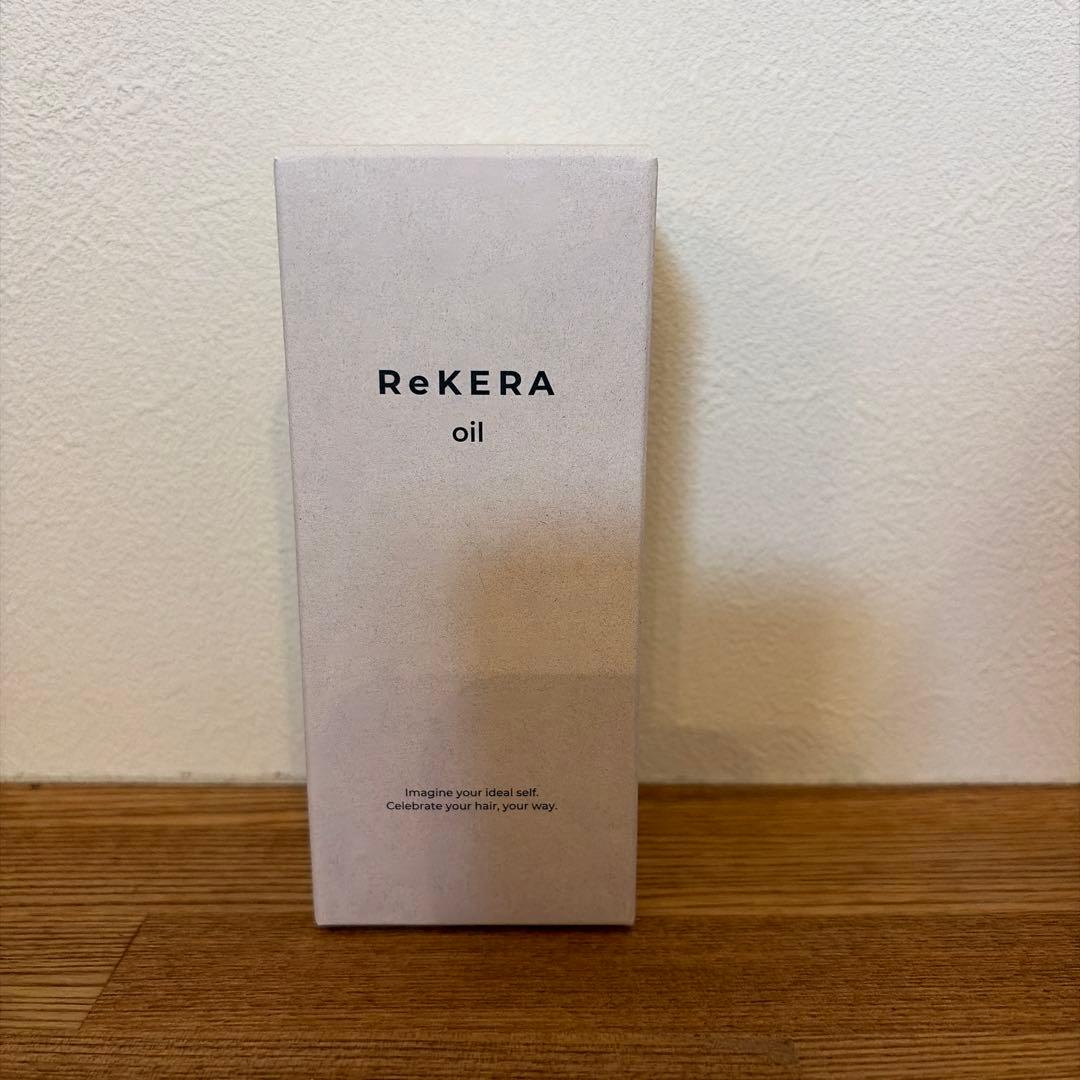 ReKERA
oil
Imagine your ideal self.
Celebrate your hair, your way.